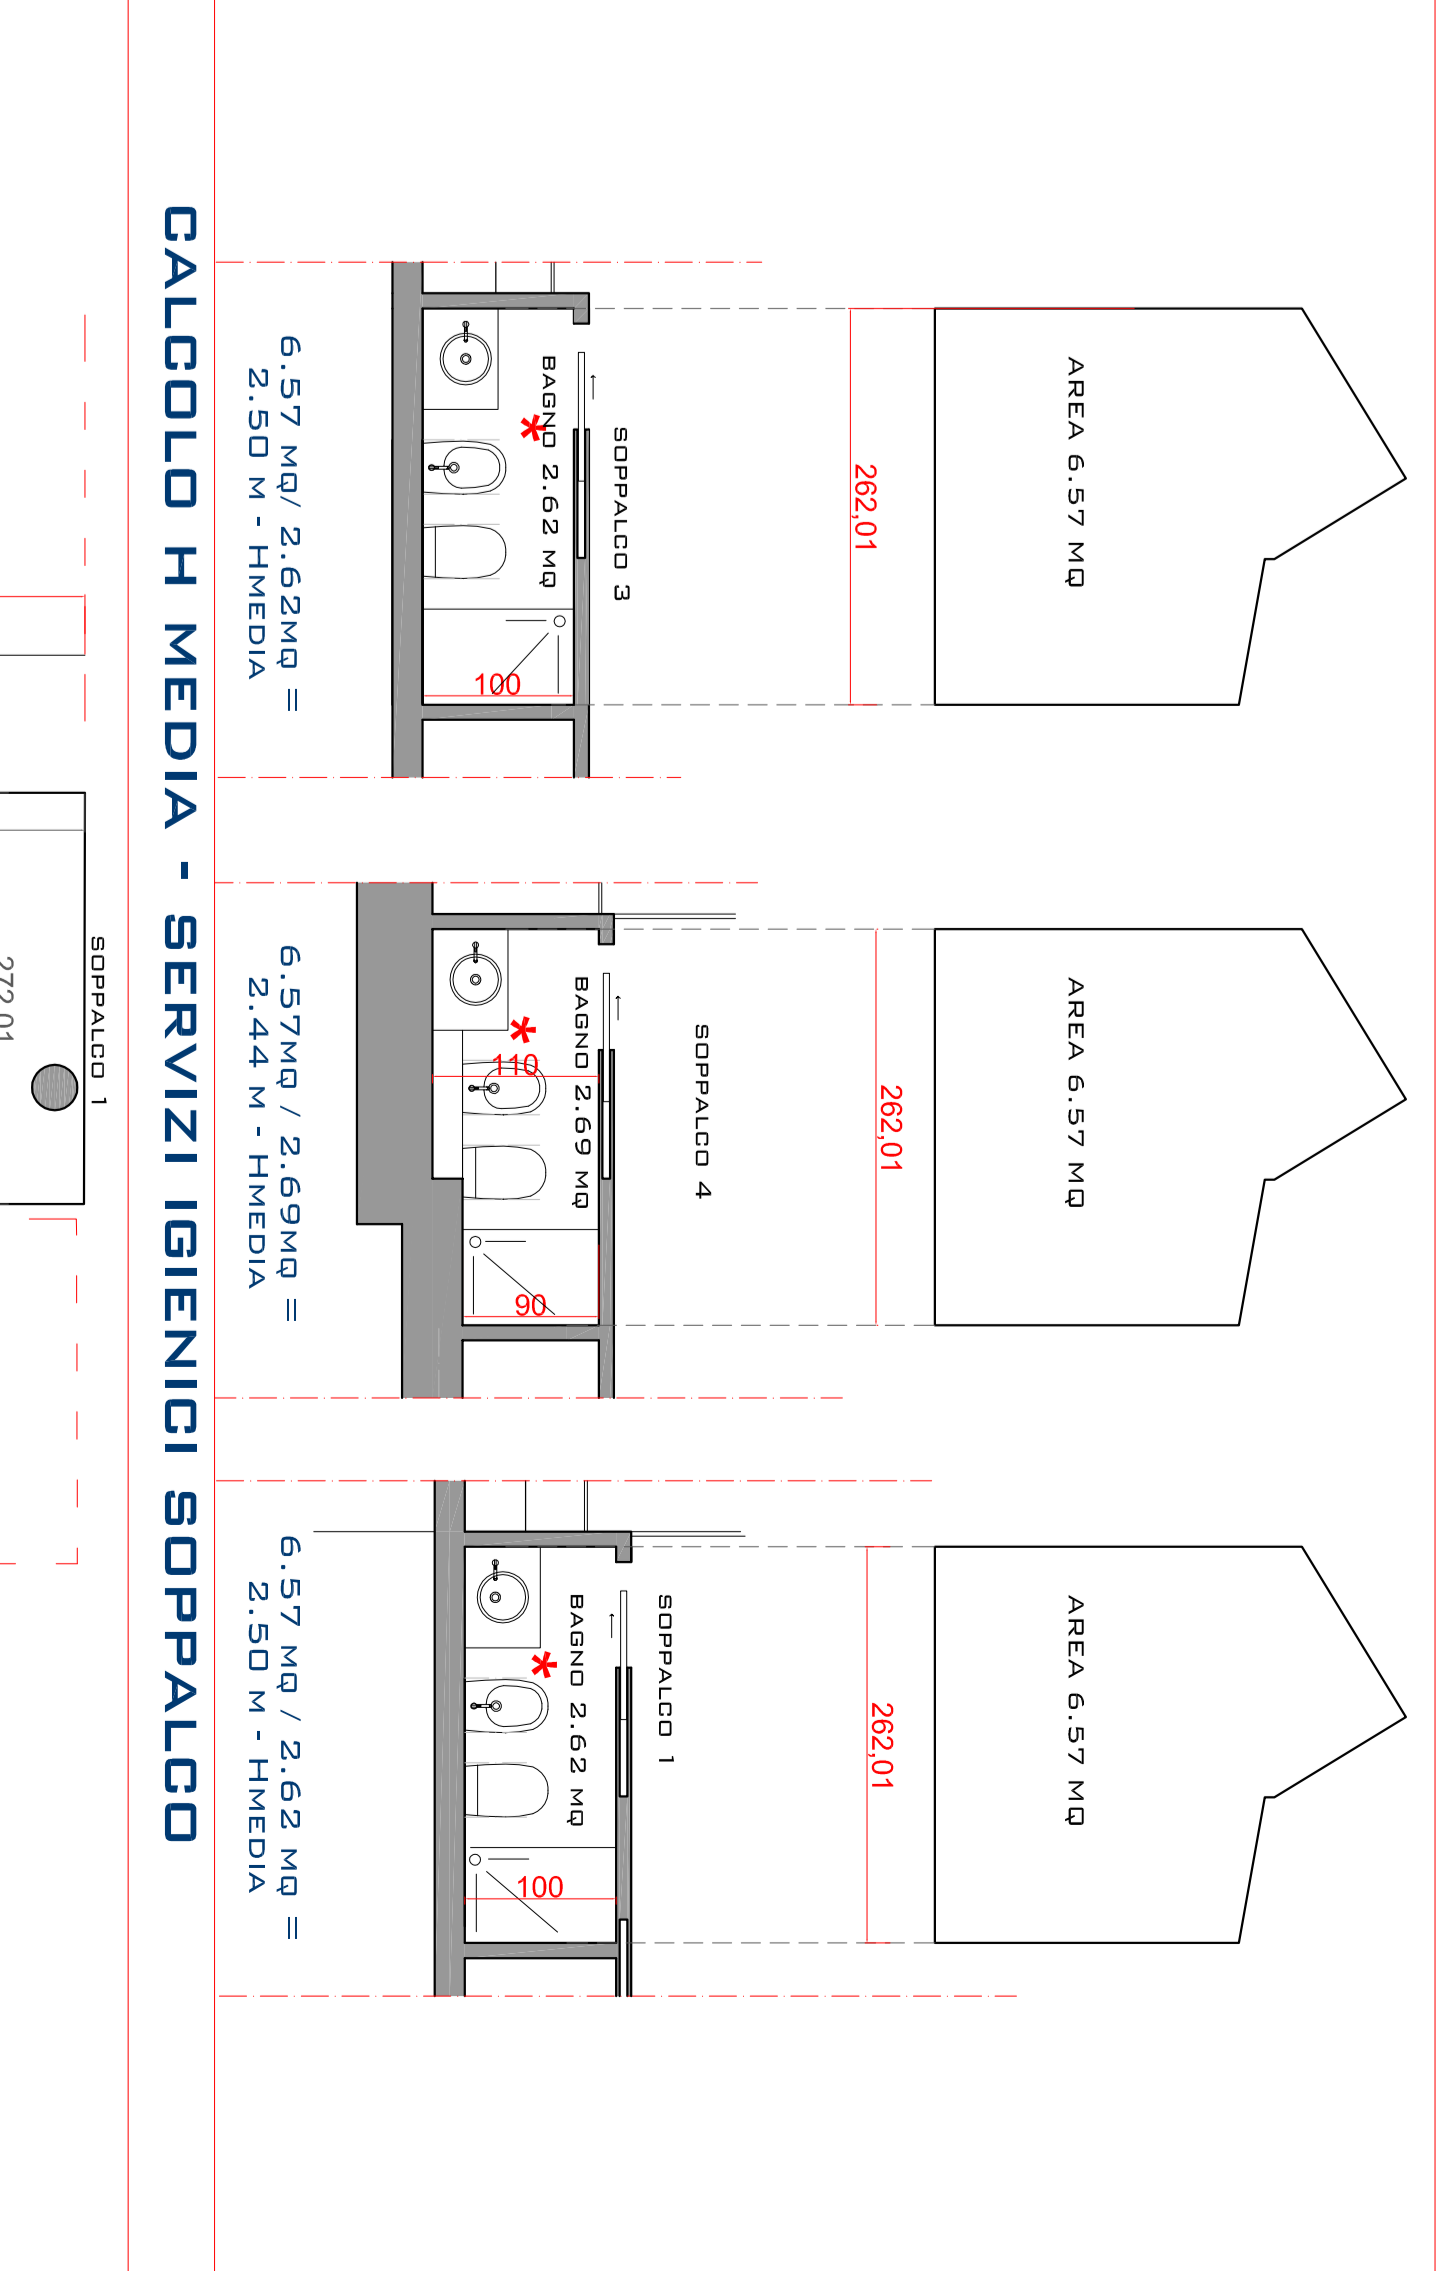 CALCOLO H MEDIA - SERVIZI IGIENICI SOPPALCO
AREA 6.57 MQ
262,01
SOPPALCO 3
BAGNO 2.62 MQ
*
100
6.57 MQ/ 2.62MQ =
2.50 M - HMEDIA
AREA 6.57 MQ
262,01
SOPPALCO 4
BAGNO 2.69 MQ
*
110
90
6.57MQ / 2.69MQ =
2.44 M - HMEDIA
AREA 6.57 MQ
262,01
SOPPALCO 1
BAGNO 2.62 MQ
*
100
6.57 MQ / 2.62 MQ =
2.50 M - HMEDIA
SOPPALCO 1
272,01